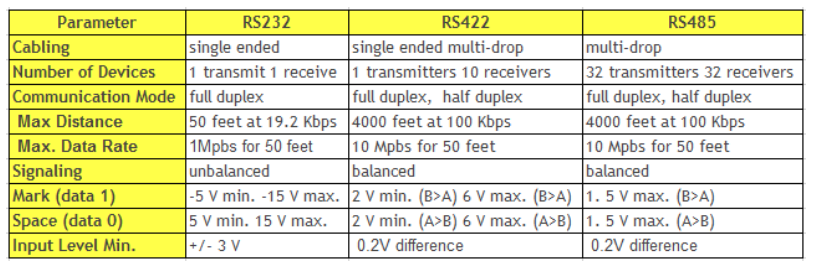 Parameter RS232 RS422 RS485
Cabling single ended single ended multi-drop multi-drop
Number of Devices 1 transmit 1 receive 1 transmitters 10 receivers 32 transmitters 32 receivers
Communication Mode full duplex full duplex, half duplex full duplex, half duplex
Max Distance 50 feet at 19.2 Kbps 4000 feet at 100 Kbps 4000 feet at 100 Kbps
Max. Data Rate 1Mpbs for 50 feet 10 Mpbs for 50 feet 10 Mpbs for 50 feet
Signaling unbalanced balanced balanced
Mark (data 1) -5 V min. -15 V max. 2 V min. (B>A) 6 V max. (B>A) 1. 5 V max. (B>A)
Space (data 0) 5 V min. 15 V max. 2 V min. (A>B) 6 V max. (A>B) 1. 5 V max. (A>B)
Input Level Min. +/- 3 V 0.2V difference 0.2V difference